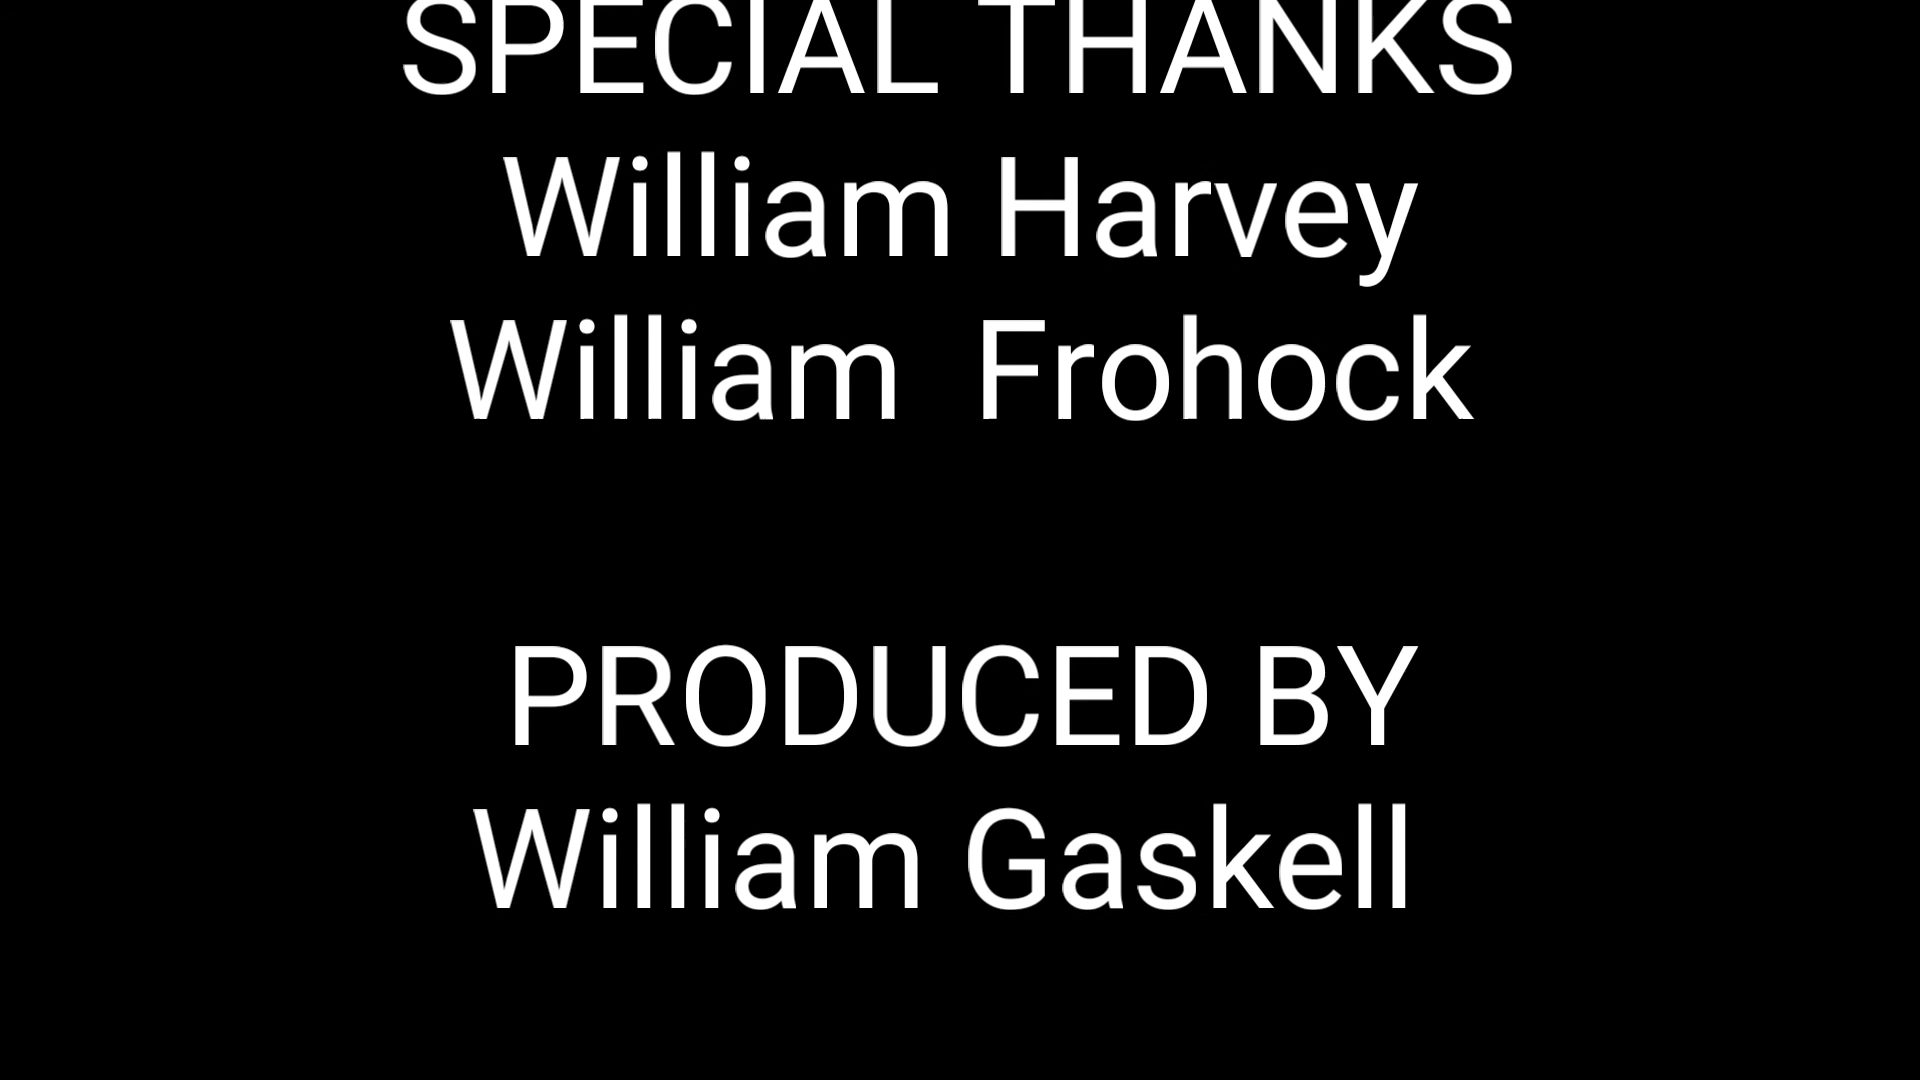 SPECIAL THANKS
William Harvey
William  Frohock
PRODUCED BY
William Gaskell